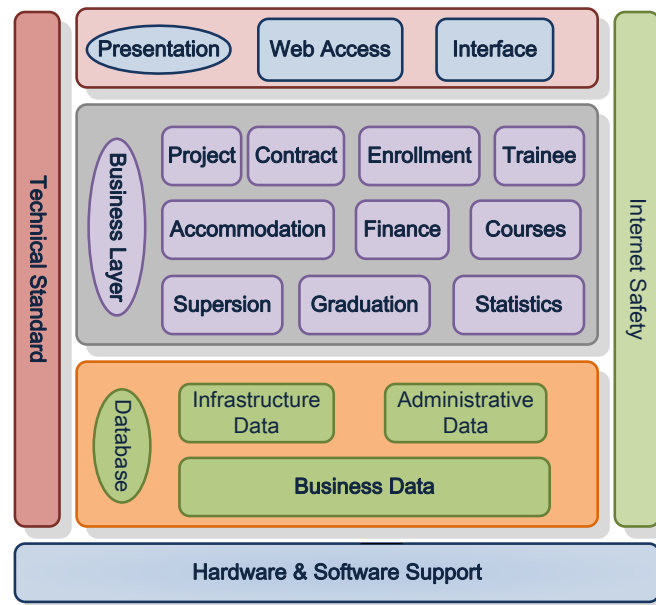 Presentation
Web Access
Interface
Technical Standard
Internet Safety
Business Layer
Project
Contract
Enrollment
Trainee
Accommodation
Finance
Courses
Supersion
Graduation
Statistics
Database
Infrastructure
Data
Administrative
Data
Business Data
Hardware & Software Support